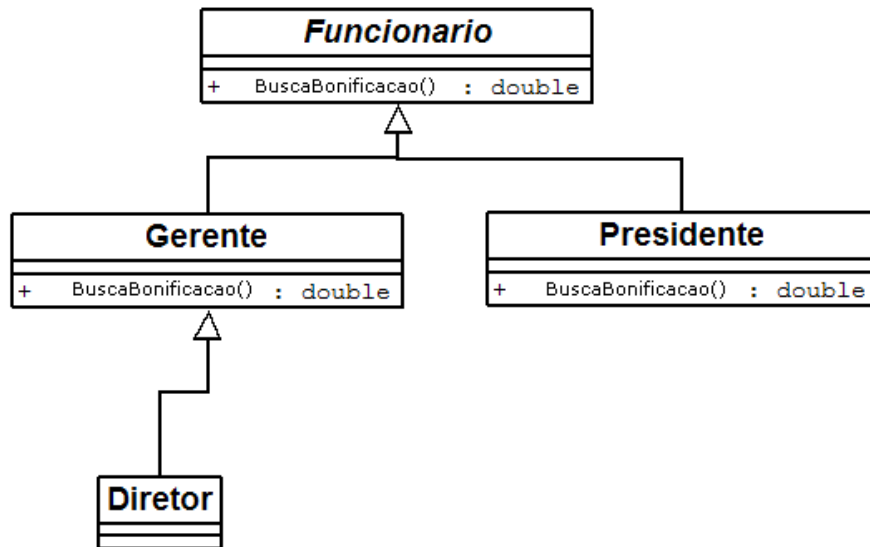 Funcionario
+ BuscaBonificacao() : double
Gerente
+ BuscaBonificacao() : double
Presidente
+ BuscaBonificacao() : double
Diretor